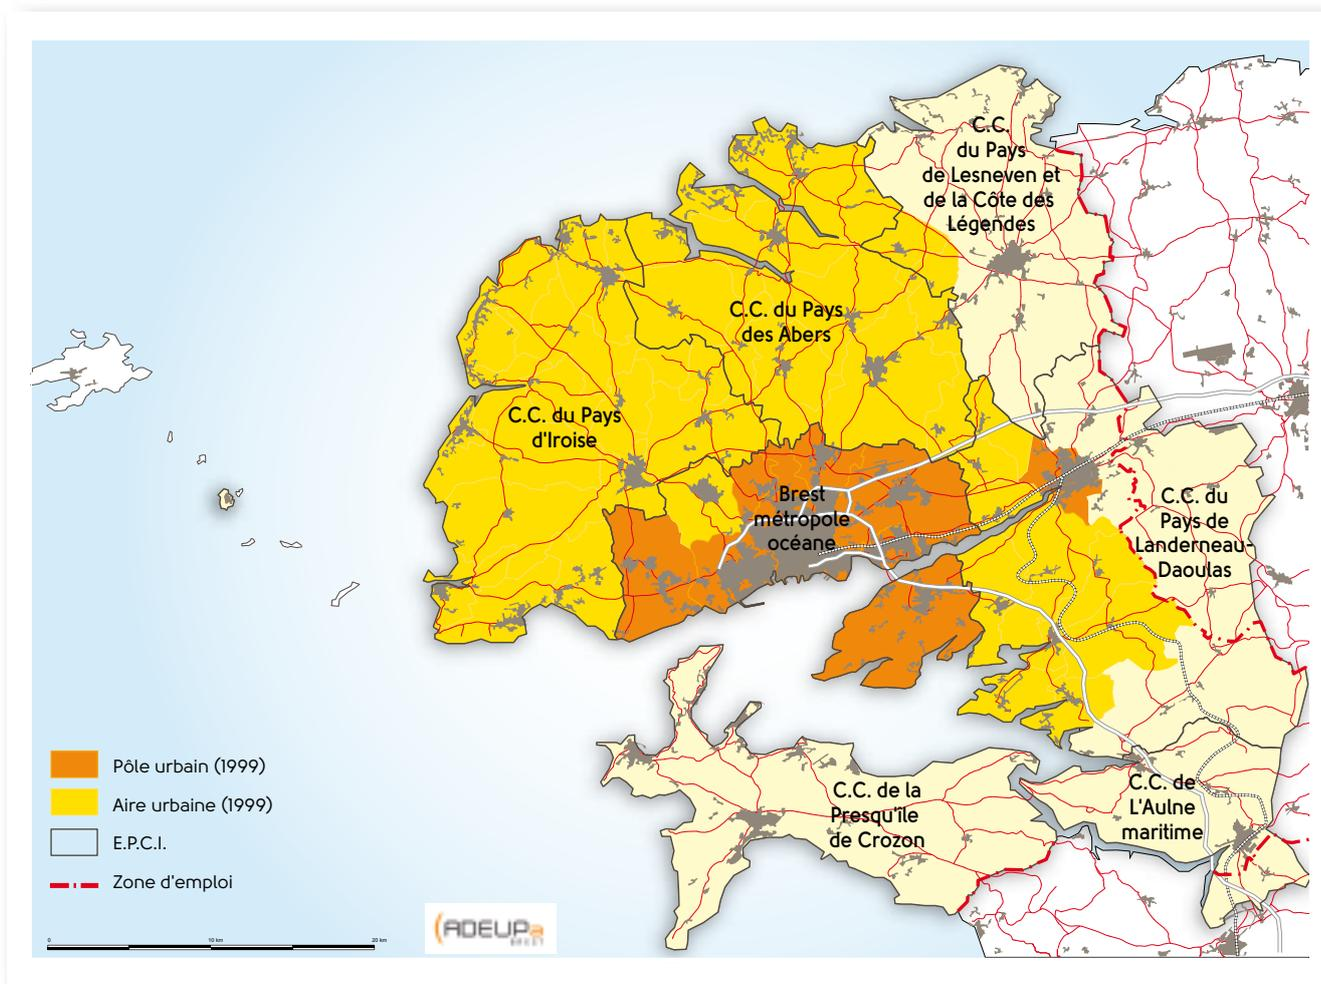 C.C.
du Pays
de Lesneven et
de la Côte des
Légendes
C.C. du Pays
des Abers
C.C. du Pays
d'Iroise
Brest
métropole
océane
C.C. du
Pays de
Landerneau-
Daoulas
C.C. de la
Presqu'île
de Crozon
C.C. de
L'Aulne
maritime
Pôle urbain (1999)
Aire urbaine (1999)
E.P.C.I.
Zone d'emploi
0 10 km 20 km
ADEUPa
BREST